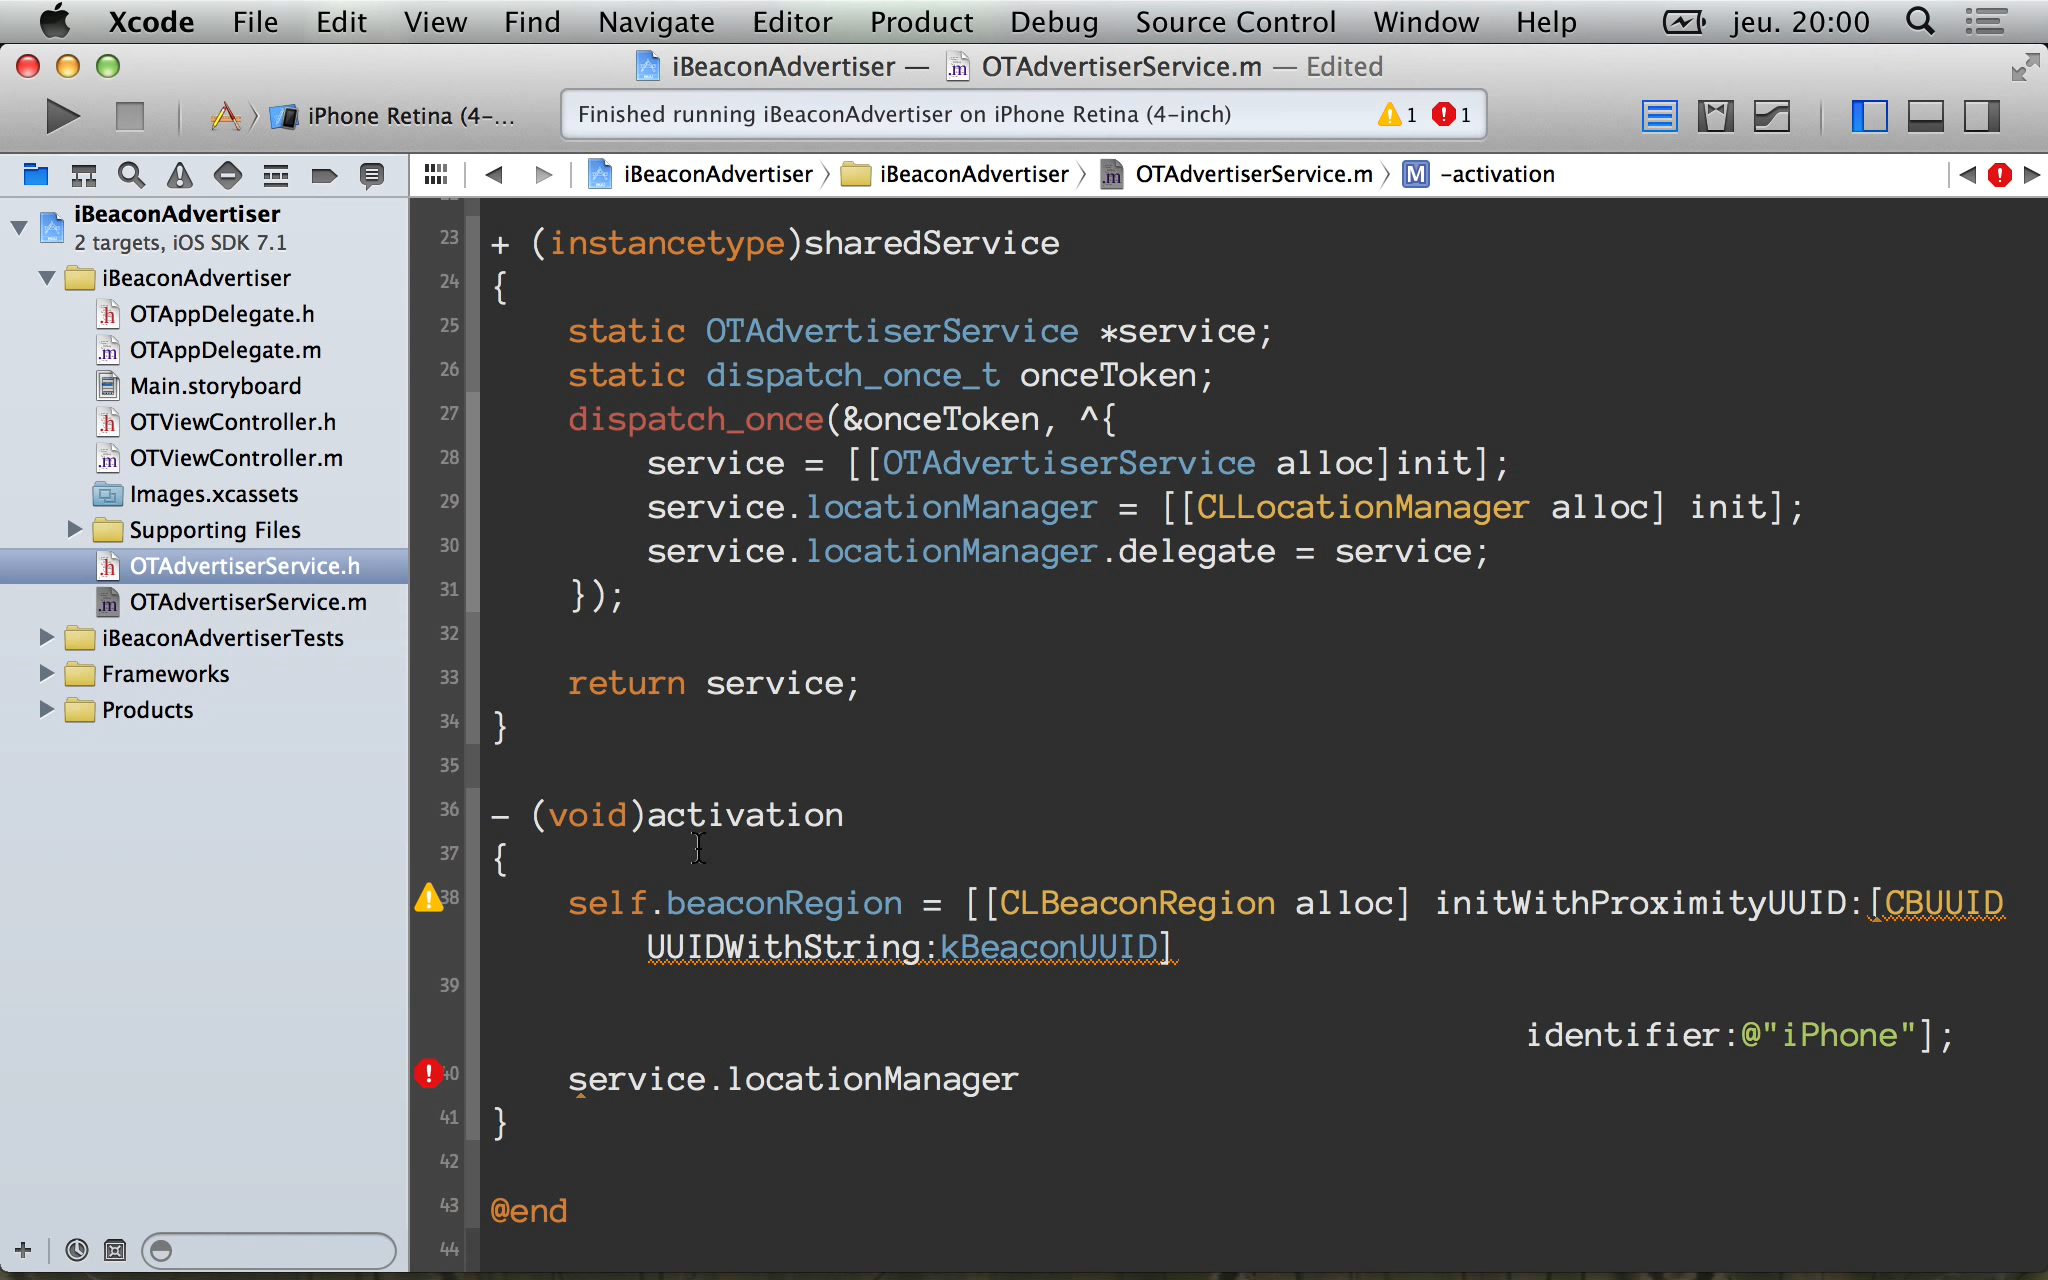 Xcode File Edit View Find Navigate Editor Product Debug Source Control Window Help jeu. 20:00
iBeaconAdvertiser — OTAdvertiserService.m — Edited
iPhone Retina (4-... Finished running iBeaconAdvertiser on iPhone Retina (4-inch) 1 1
iBeaconAdvertiser iBeaconAdvertiser OTAdvertiserService.m M -activation
iBeaconAdvertiser
2 targets, iOS SDK 7.1
iBeaconAdvertiser
OTAppDelegate.h
OTAppDelegate.m
Main.storyboard
OTViewController.h
OTViewController.m
Images.xcassets
Supporting Files
OTAdvertiserService.h
OTAdvertiserService.m
iBeaconAdvertiserTests
Frameworks
Products
23 + (instancetype)sharedService
24 {
25 static OTAdvertiserService *service;
26 static dispatch_once_t onceToken;
27 dispatch_once(&onceToken, ^{
28 service = [[OTAdvertiserService alloc]init];
29 service.locationManager = [[CLLocationManager alloc] init];
30 service.locationManager.delegate = service;
31 });
32
33 return service;
34 }
35
36 - (void)activation
37 {
38 self.beaconRegion = [[CLBeaconRegion alloc] initWithProximityUUID:[CBUUID
UUIDWithString:kBeaconUUID]
39
identifier:@"iPhone"];
40 service.locationManager
41 }
42
43 @end
44